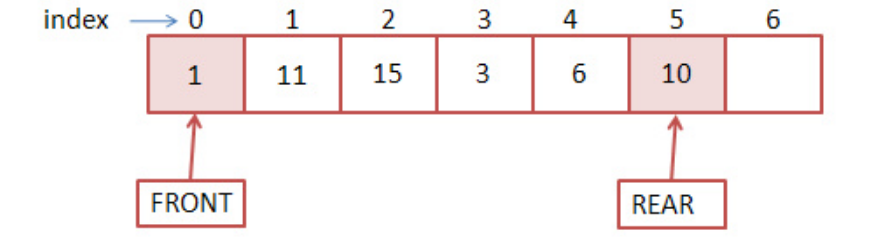 index 0 1 2 3 4 5 6
1 11 15 3 6 10
FRONT REAR